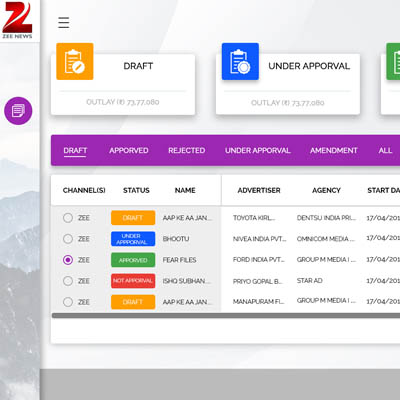 ZEE NEWS
DRAFT
OUTLAY (₹) 73,77,080
UNDER APPORVAL
OUTLAY (₹) 73,77,080
DRAFT APPORVED REJECTED UNDER APPORVAL AMENDMENT ALL
CHANNEL(S) STATUS NAME ADVERTISER AGENCY START DA
ZEE DRAFT AAP KE AA JAN... TOYOTA KIRL... DENTSU INDIA PRI... 17/04/201
ZEE UNDER APPPORVAL BHOOTU NIVEA INDIA PVT... OMNICOM MEDIA ... 17/04/201
ZEE APPORVED FEAR FILES FORD INDIA PVT... GROUP M MEDIA I ... 17/04/201
ZEE NOT APPORVAL ISHQ SUBHAN... PRIYO GOPAL B... STAR AD 17/04/201
ZEE DRAFT AAP KE AA JAN... MANAPURAM FI... GROUP M MEDIA I ... 17/04/201